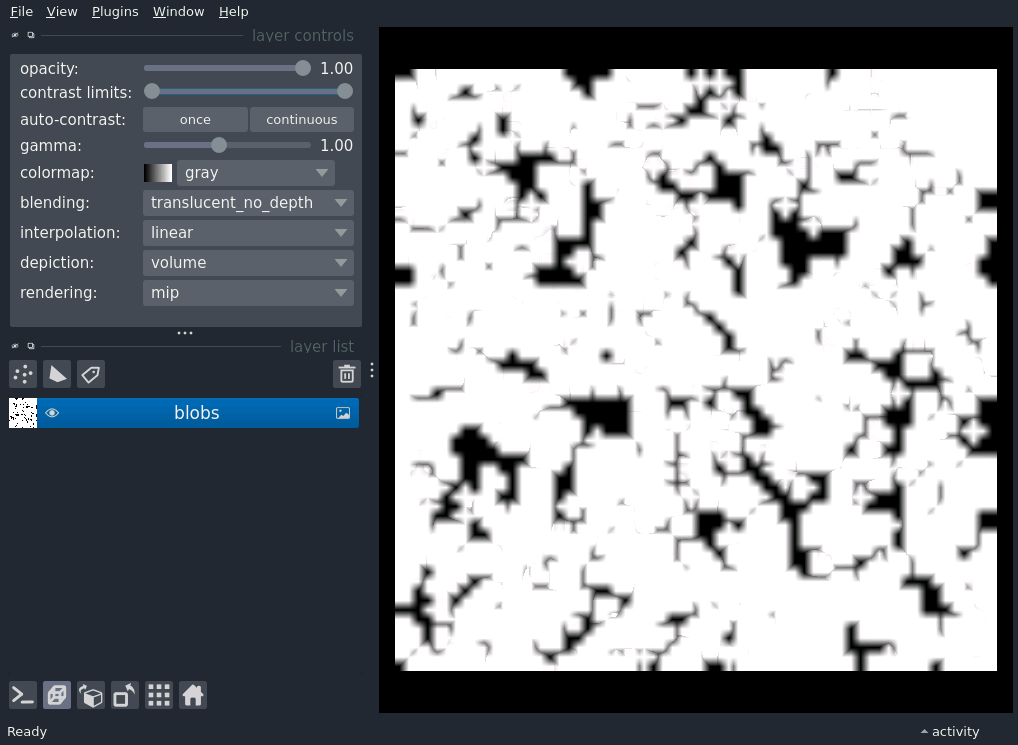 File View Plugins Window Help
layer controls
opacity: 1.00
contrast limits:
auto-contrast: once continuous
gamma: 1.00
colormap: gray
blending: translucent_no_depth
interpolation: linear
depiction: volume
rendering: mip
layer list
blobs
Ready activity